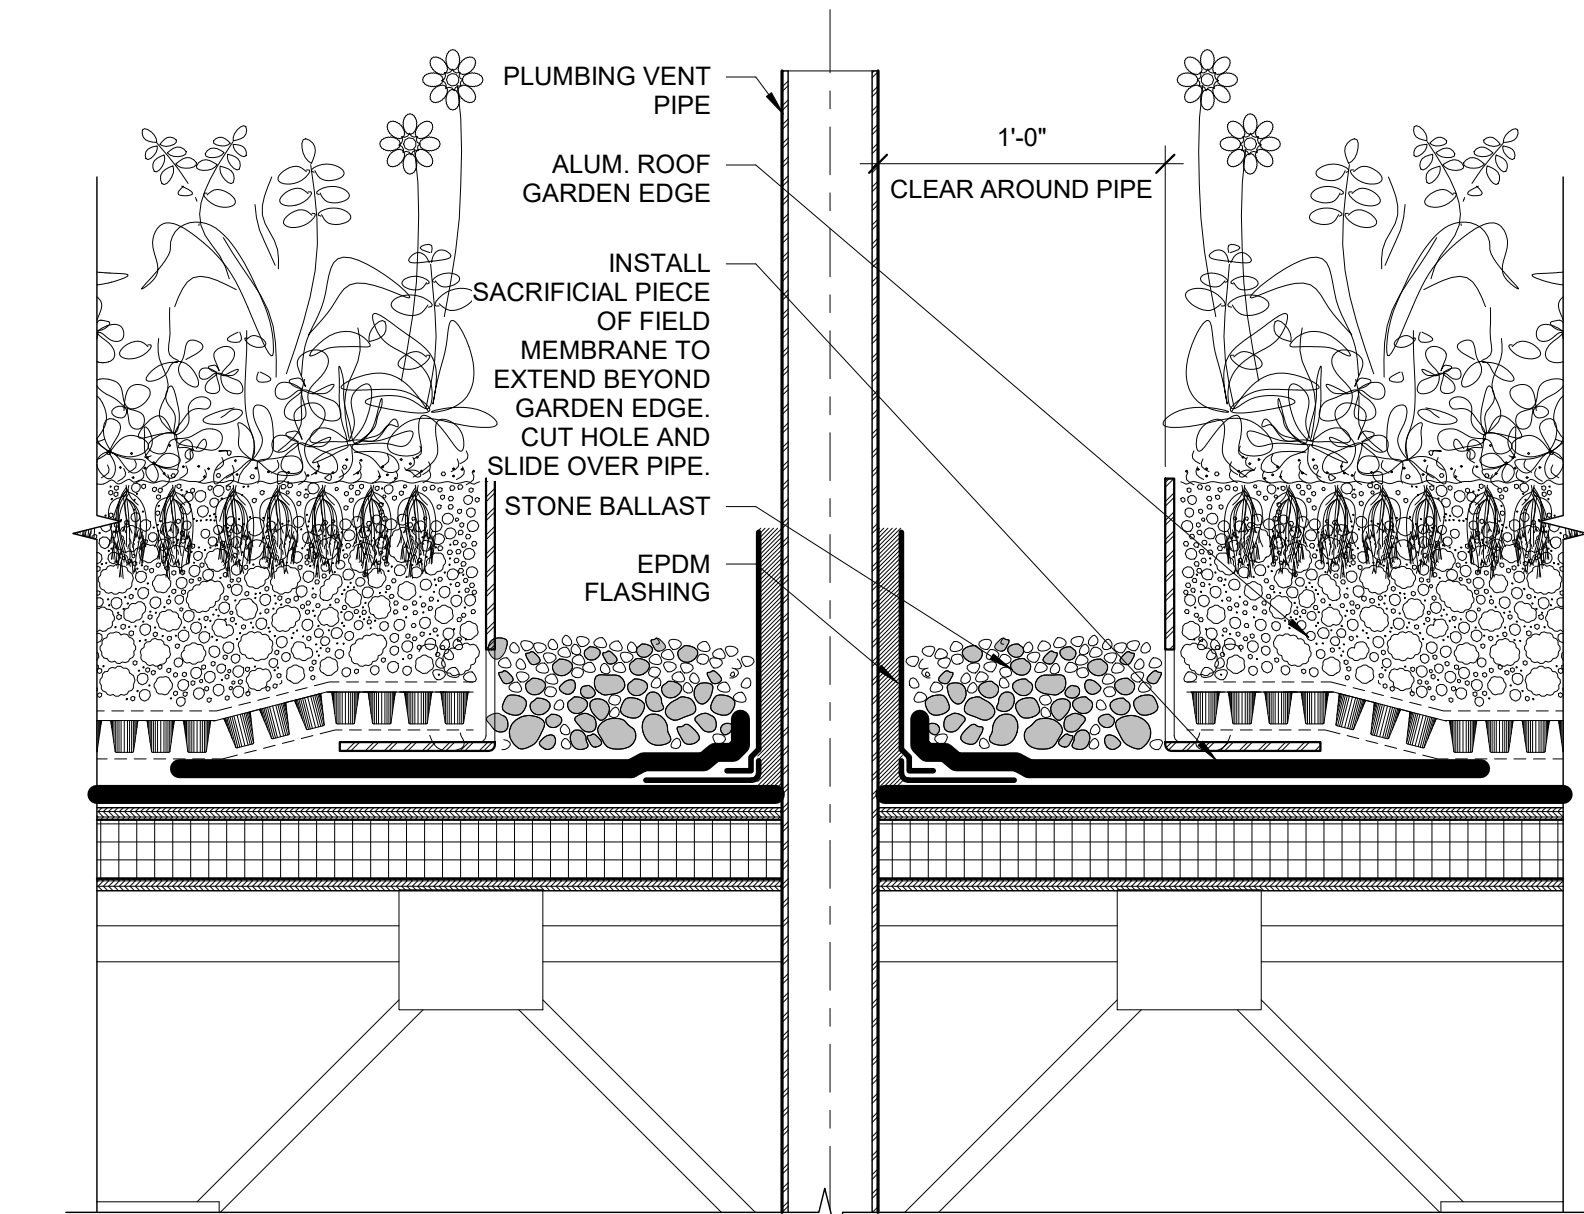 PLUMBING VENT
PIPE
ALUM. ROOF
GARDEN EDGE
INSTALL
SACRIFICIAL PIECE
OF FIELD
MEMBRANE TO
EXTEND BEYOND
GARDEN EDGE.
CUT HOLE AND
SLIDE OVER PIPE.
STONE BALLAST
EPDM
FLASHING
1'-0"
CLEAR AROUND PIPE